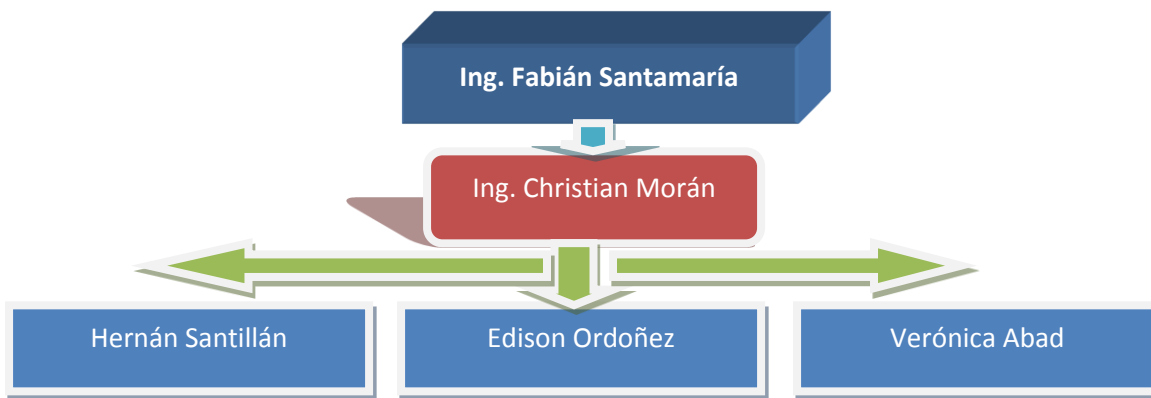 Ing. Fabián Santamaría
Ing. Christian Morán
Hernán Santillán
Edison Ordoñez
Verónica Abad